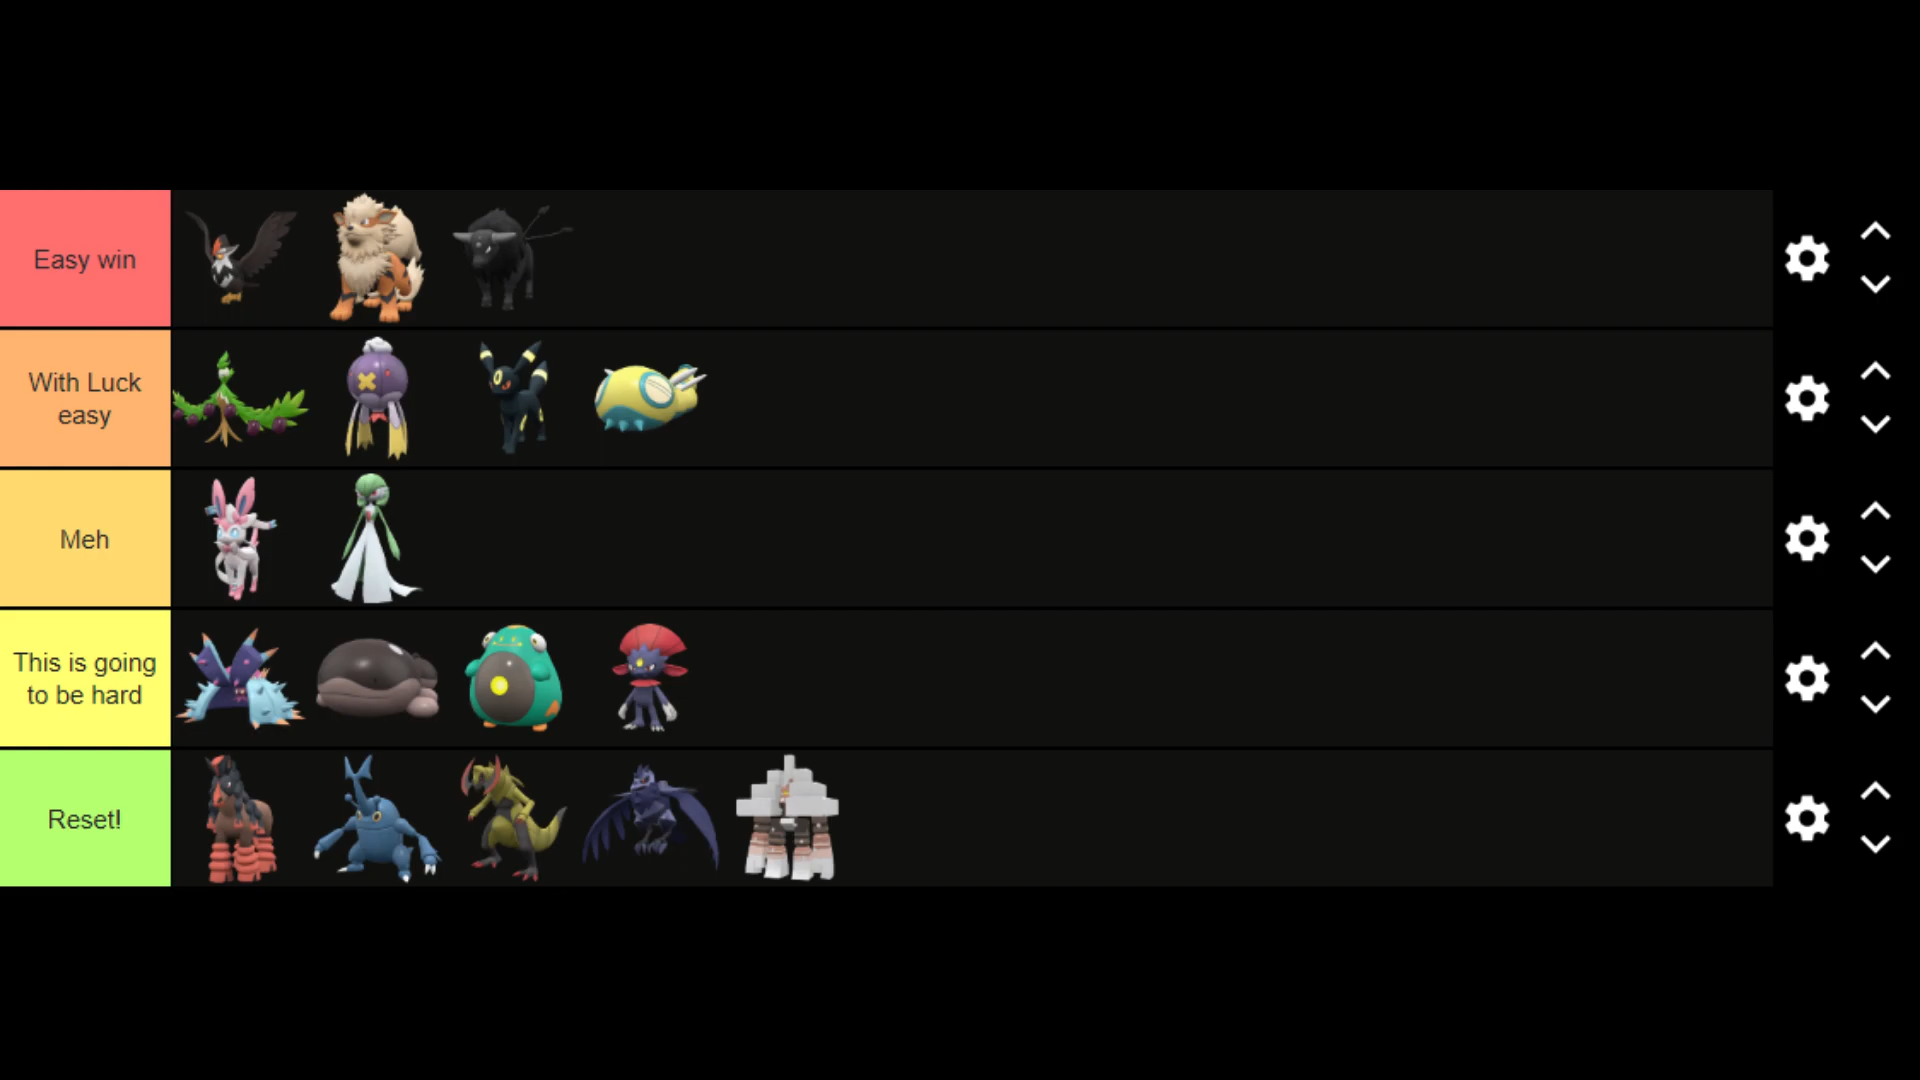 Easy win
With Luck
easy
Meh
This is going
to be hard
Reset!